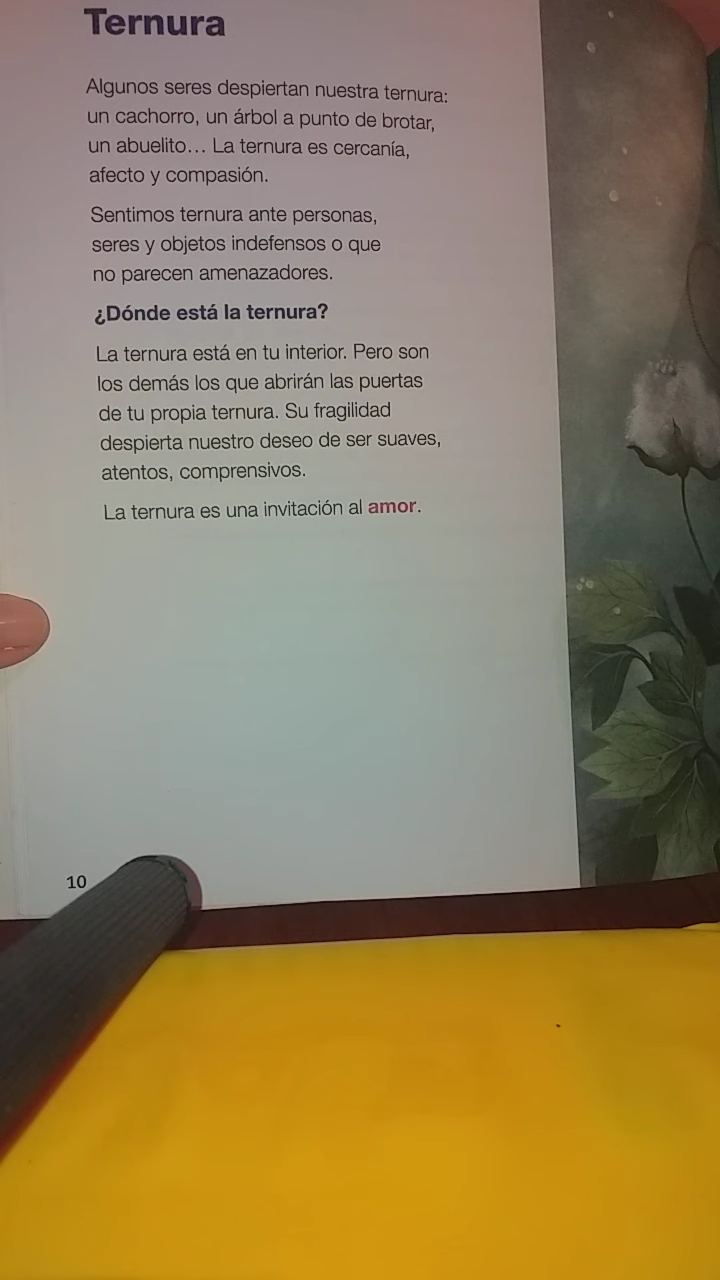 Ternura
Algunos seres despiertan nuestra ternura:
un cachorro, un árbol a punto de brotar,
un abuelito... La ternura es cercanía,
afecto y compasión.
Sentimos ternura ante personas,
seres y objetos indefensos o que
no parecen amenazadores.
¿Dónde está la ternura?
La ternura está en tu interior. Pero son
los demás los que abrirán las puertas
de tu propia ternura. Su fragilidad
despierta nuestro deseo de ser suaves,
atentos, comprensivos.
La ternura es una invitación al amor.
10